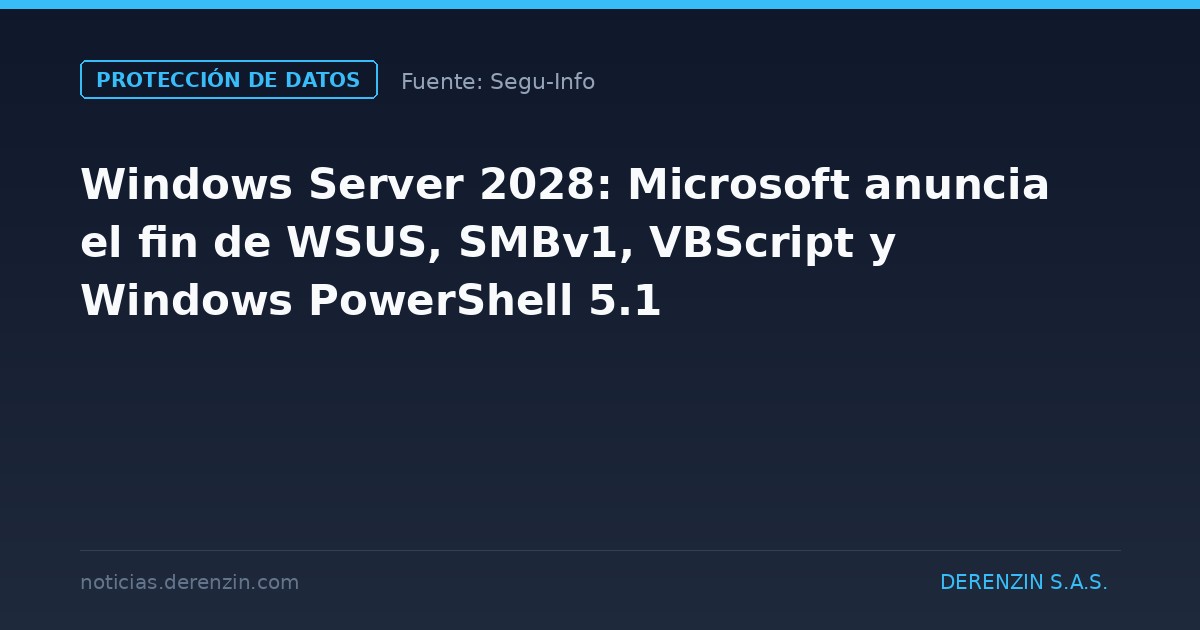 PROTECCIÓN DE DATOS
Fuente: Segu-Info
Windows Server 2028: Microsoft anuncia
el fin de WSUS, SMBv1, VBScript y
Windows PowerShell 5.1
noticias.derenzin.com
DERENZIN S.A.S.